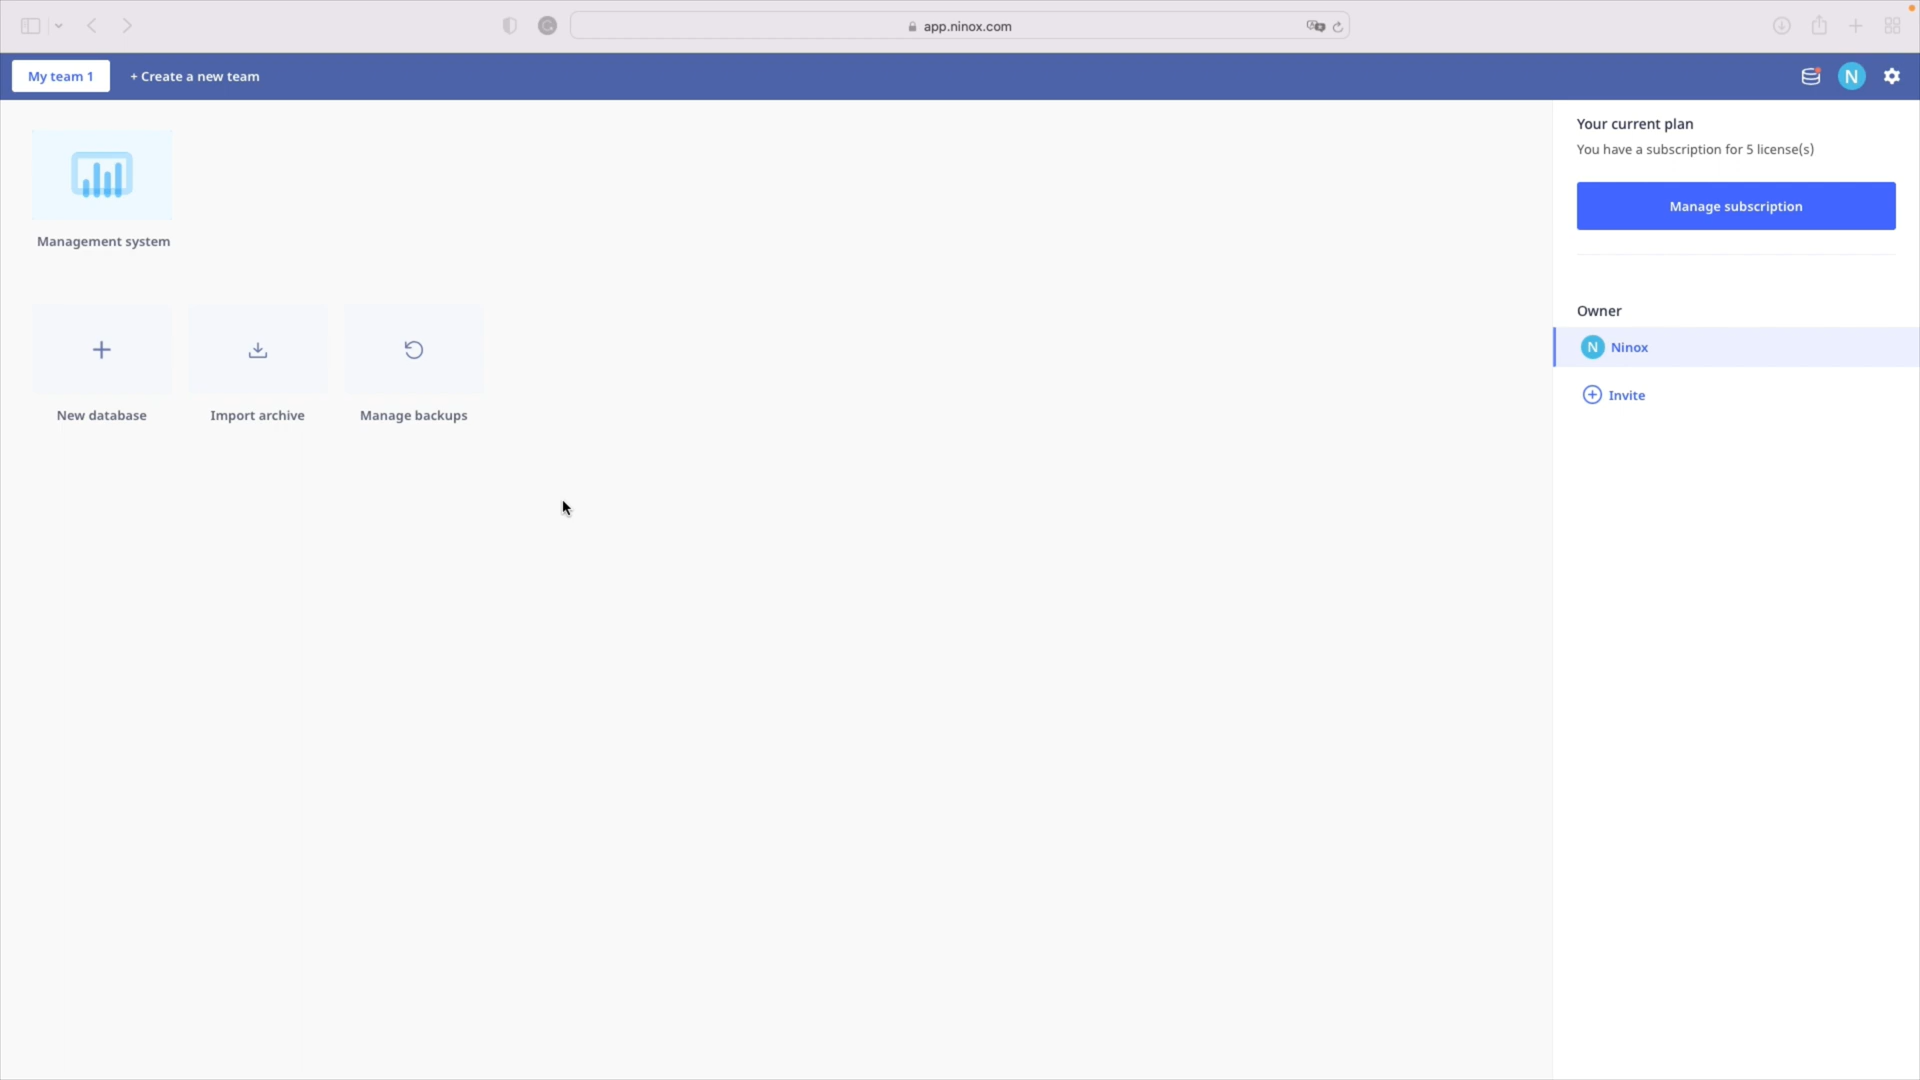 app.ninox.com
My team 1
+ Create a new team
N
Your current plan
You have a subscription for 5 license(s)
Manage subscription
Management system
Owner
N Ninox
Invite
New database
Import archive
Manage backups